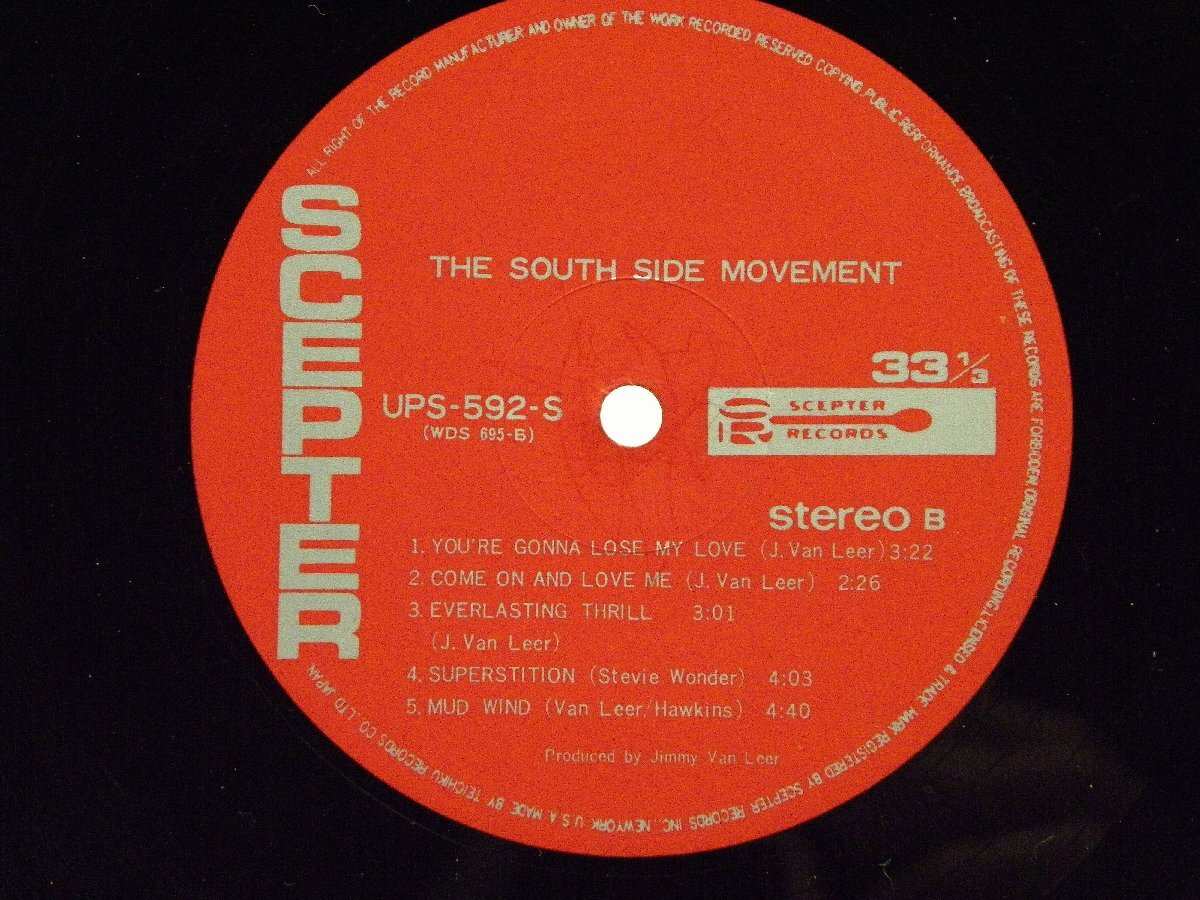 ALL RIGHT OF THE RECORD MANUFACTURER AND OWNER OF THE WORK RECORDED RESERVED COPYING PUBLIC PERFORMANCE BROADCASTING OF THESE RECORDS ARE FORBIDDEN ORIGINAL RECORDING, LICENSED & TRADE MARK REGISTERED BY SCEPTER RECORDS INC., NEWYORK U.S.A MADE BY TEICHIKU RECORDS CO. LTD JAPAN
SCEPTER
THE SOUTH SIDE MOVEMENT
33 1/3
UPS-592-S
(WDS 695-B)
SR SCEPTER
RECORDS
stereo B
1. YOU'RE GONNA LOSE MY LOVE (J. Van Leer) 3:22
2. COME ON AND LOVE ME (J. Van Leer) 2:26
3. EVERLASTING THRILL 3:01
(J. Van Leer)
4. SUPERSTITION (Stevie Wonder) 4:03
5. MUD WIND (Van Leer/Hawkins) 4:40
Produced by Jimmy Van Leer